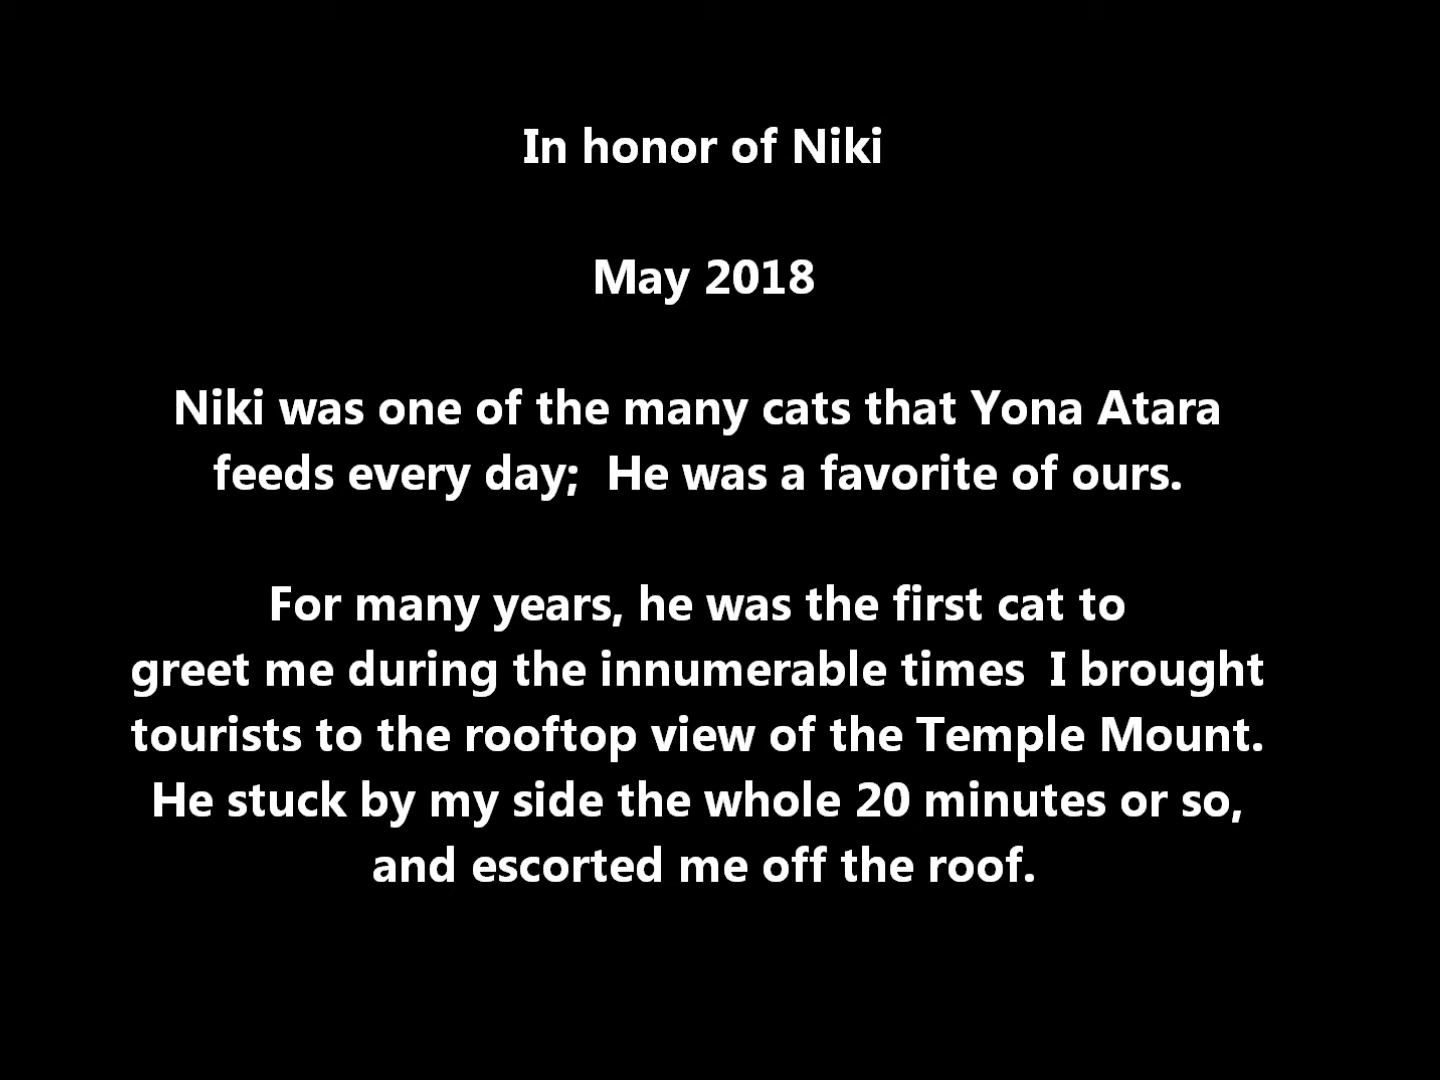 In honor of Niki
May 2018
Niki was one of the many cats that Yona Atara
feeds every day;  He was a favorite of ours.
For many years, he was the first cat to
greet me during the innumerable times  I brought
tourists to the rooftop view of the Temple Mount.
He stuck by my side the whole 20 minutes or so,
and escorted me off the roof.